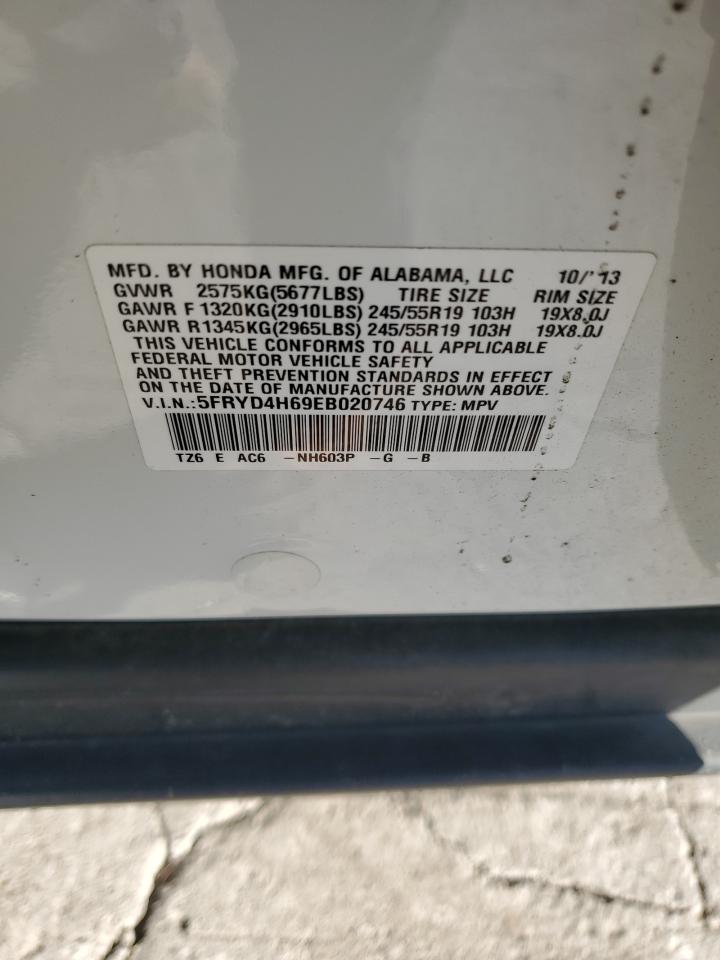 MFD. BY HONDA MFG. OF ALABAMA, LLC 10/'13
GVWR 2575KG(5677LBS) TIRE SIZE RIM SIZE
GAWR F 1320KG(2910LBS) 245/55R19 103H 19X8.0J
GAWR R1345KG(2965LBS) 245/55R19 103H 19X8.0J
THIS VEHICLE CONFORMS TO ALL APPLICABLE
FEDERAL MOTOR VEHICLE SAFETY
AND THEFT PREVENTION STANDARDS IN EFFECT
ON THE DATE OF MANUFACTURE SHOWN ABOVE.
V.I.N.:5FRYD4H69EB020746 TYPE: MPV
TZ6 E AC6 -NH603P -G -B